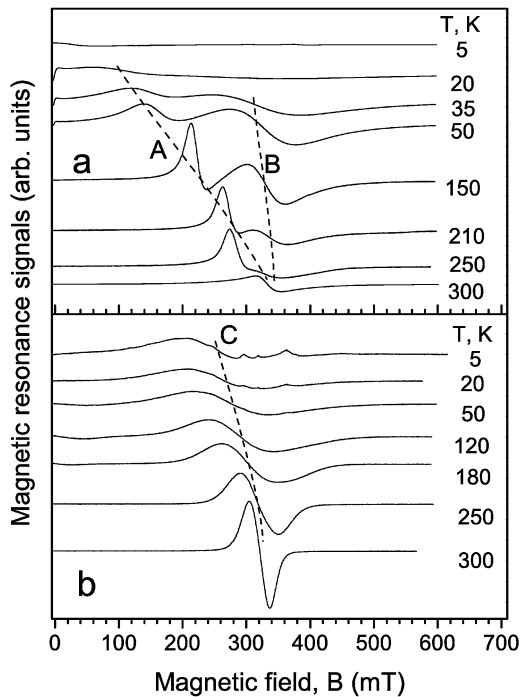 T, K
5
20
35
50
A
a
B
150
210
250
300
Magnetic resonance signals (arb. units)
T, K
C
5
20
50
120
180
250
300
b
0 100 200 300 400 500 600 700
Magnetic field, B (mT)